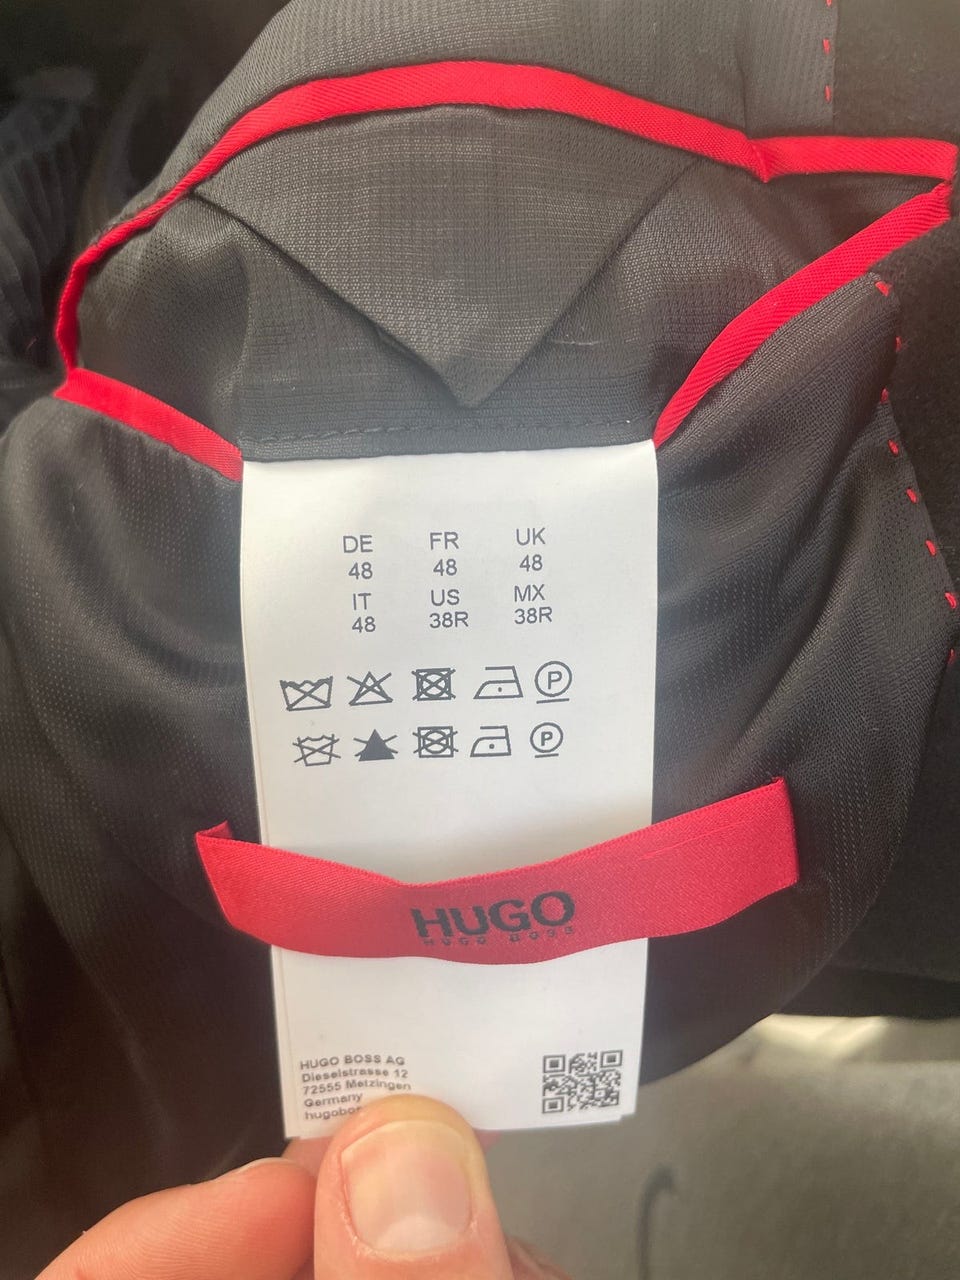 DE FR UK
48 48 48
IT US MX
48 38R 38R
P
P
HUGO
HUGO BOSS
HUGO BOSS AG
Dieselstrasse 12
72555 Metzingen
Germany